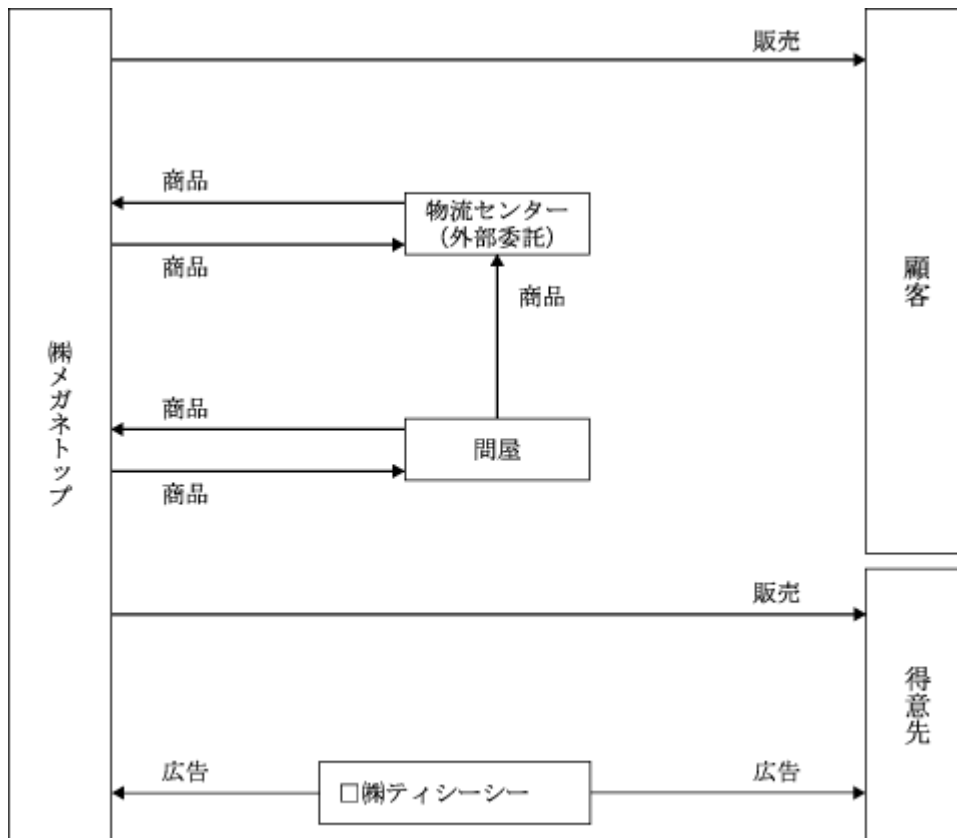 販売
商品
物流センター
（外部委託）
商品
商品
顧客
㈱メガネトップ
商品
問屋
商品
販売
得意先
広告
□㈱ティシーシー
広告